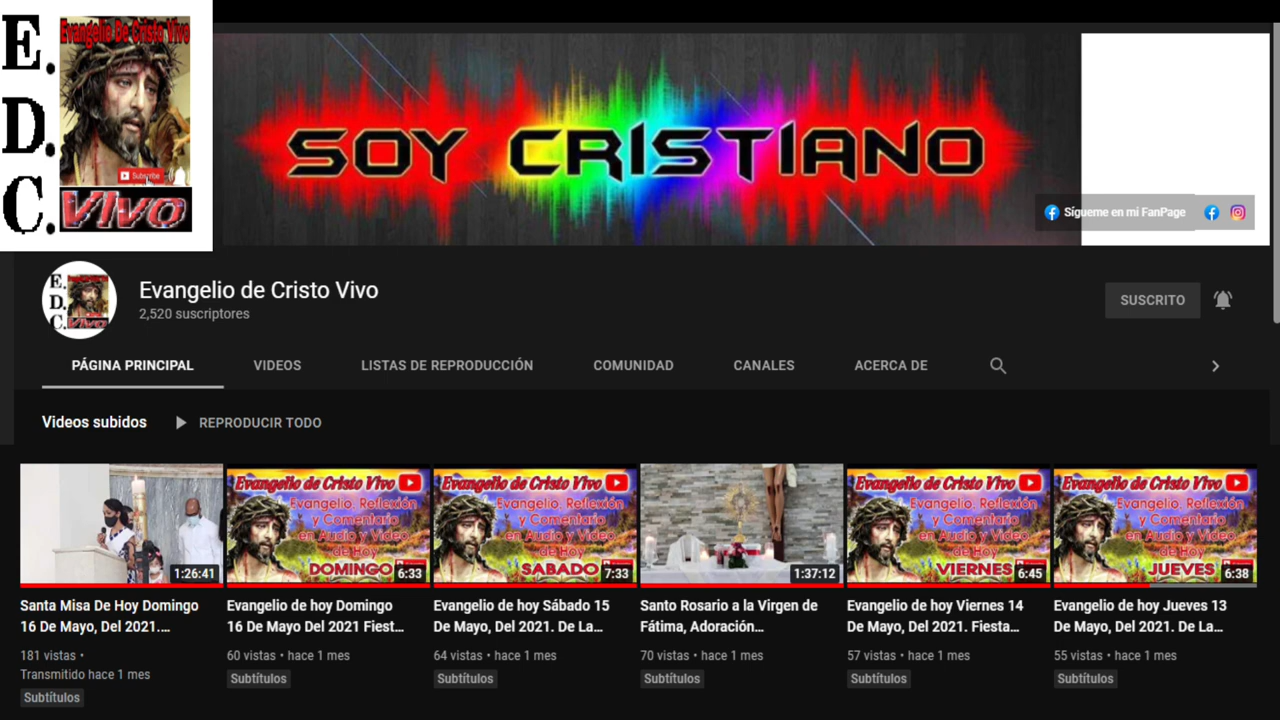 E.
D.
C.
Evangelio De Cristo Vivo
Subscribe
Vivo
SOY CRISTIANO
Sígueme en mi FanPage
E.
D.
C. Vivo
Evangelio de Cristo Vivo
2,520 suscriptores
SUSCRITO
PÁGINA PRINCIPAL VIDEOS LISTAS DE REPRODUCCIÓN COMUNIDAD CANALES ACERCA DE
Videos subidos REPRODUCIR TODO
1:26:41
Santa Misa De Hoy Domingo
16 De Mayo, Del 2021....
181 vistas •
Transmitido hace 1 mes
Subtítulos
Evangelio de Cristo Vivo
Evangelio, Reflexión
y Comentario
en Audio y Video
de Hoy
DOMINGO 6:33
Evangelio de hoy Domingo
16 De Mayo Del 2021 Fiest...
60 vistas • hace 1 mes
Subtítulos
Evangelio de Cristo Vivo
Evangelio, Reflexión
y Comentario
en Audio y Video
de Hoy
SABADO 7:33
Evangelio de hoy Sábado 15
De Mayo, Del 2021. De La...
64 vistas • hace 1 mes
Subtítulos
1:37:12
Santo Rosario a la Virgen de
Fátima, Adoración...
70 vistas • hace 1 mes
Subtítulos
Evangelio de Cristo Vivo
Evangelio, Reflexión
y Comentario
en Audio y Video
de Hoy
VIERNES 6:45
Evangelio de hoy Viernes 14
De Mayo, Del 2021. Fiesta...
57 vistas • hace 1 mes
Subtítulos
Evangelio de Cristo Vivo
Evangelio, Reflexión
y Comentario
en Audio y Video
de Hoy
JUEVES 6:38
Evangelio de hoy Jueves 13
De Mayo, Del 2021. De La...
55 vistas • hace 1 mes
Subtítulos